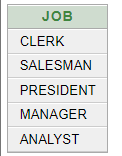 JOB
CLERK
SALESMAN
PRESIDENT
MANAGER
ANALYST